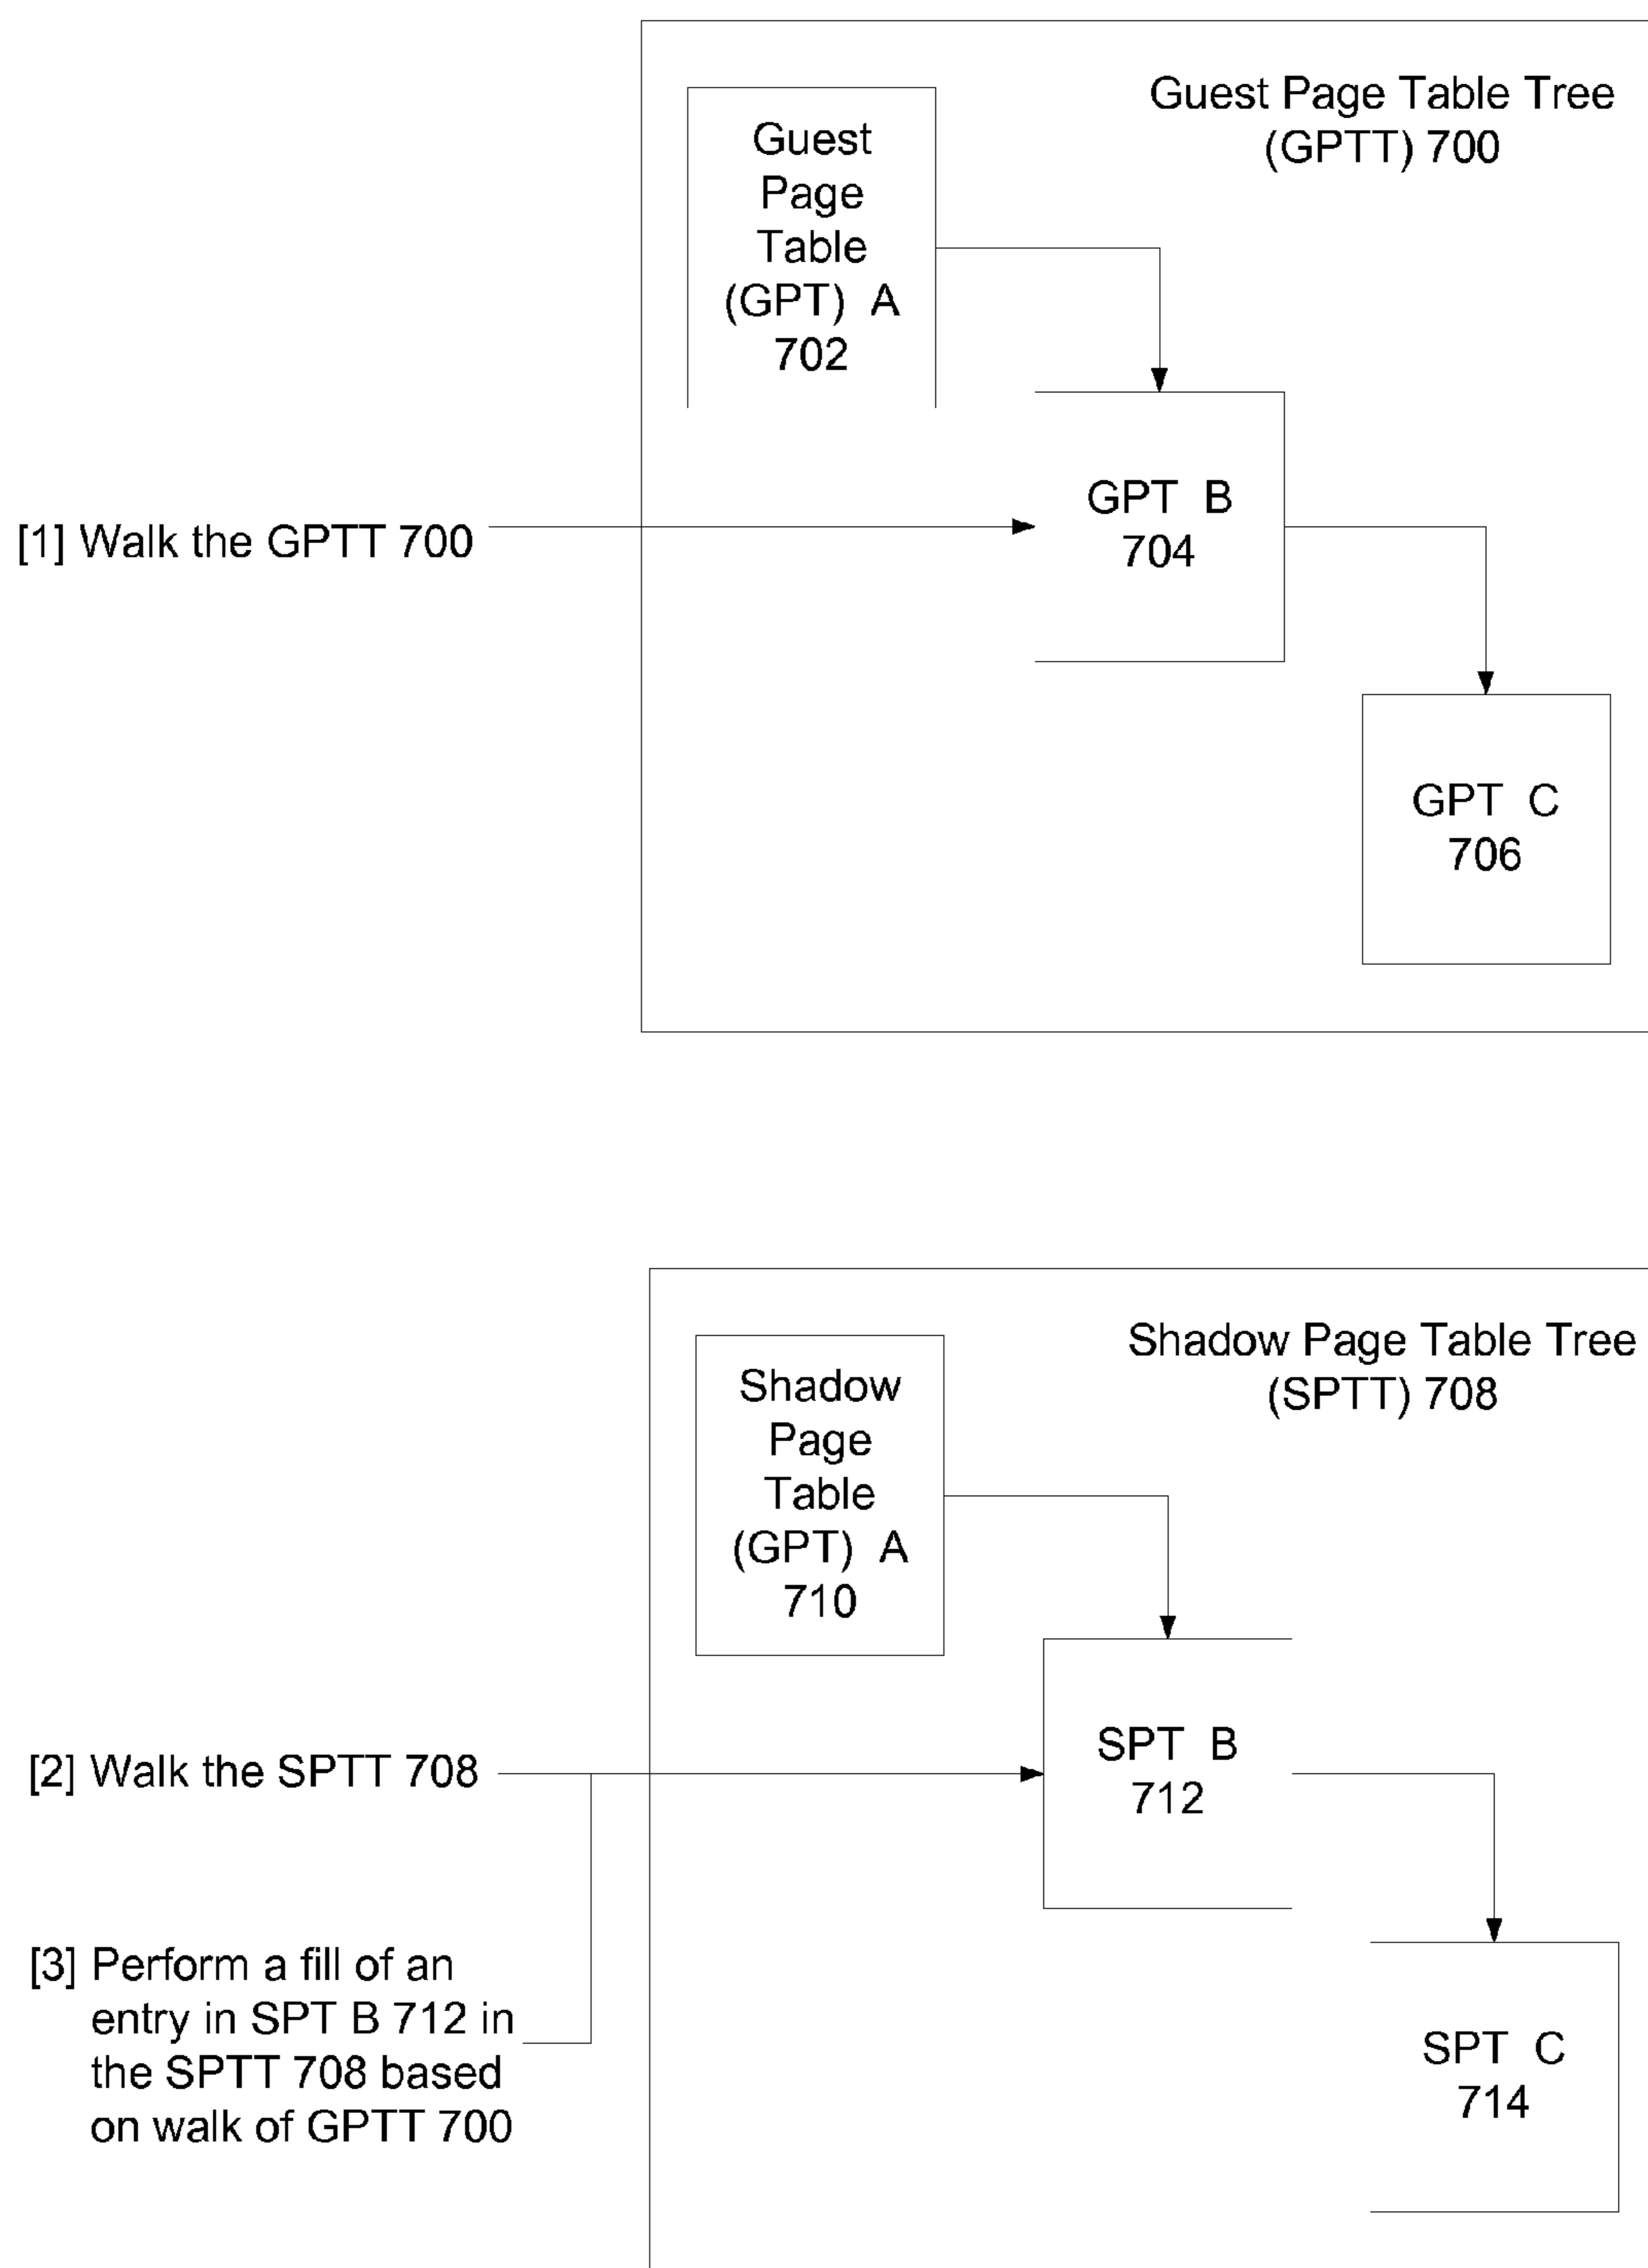 Guest Page Table Tree
(GPTT) 700
Guest
Page
Table
(GPT) A
702
GPT B
704
[1] Walk the GPTT 700
GPT C
706
Shadow Page Table Tree
(SPTT) 708
Shadow
Page
Table
(GPT) A
710
SPT B
712
[2] Walk the SPTT 708
[3] Perform a fill of an
entry in SPT B 712 in
the SPTT 708 based
on walk of GPTT 700
SPT C
714